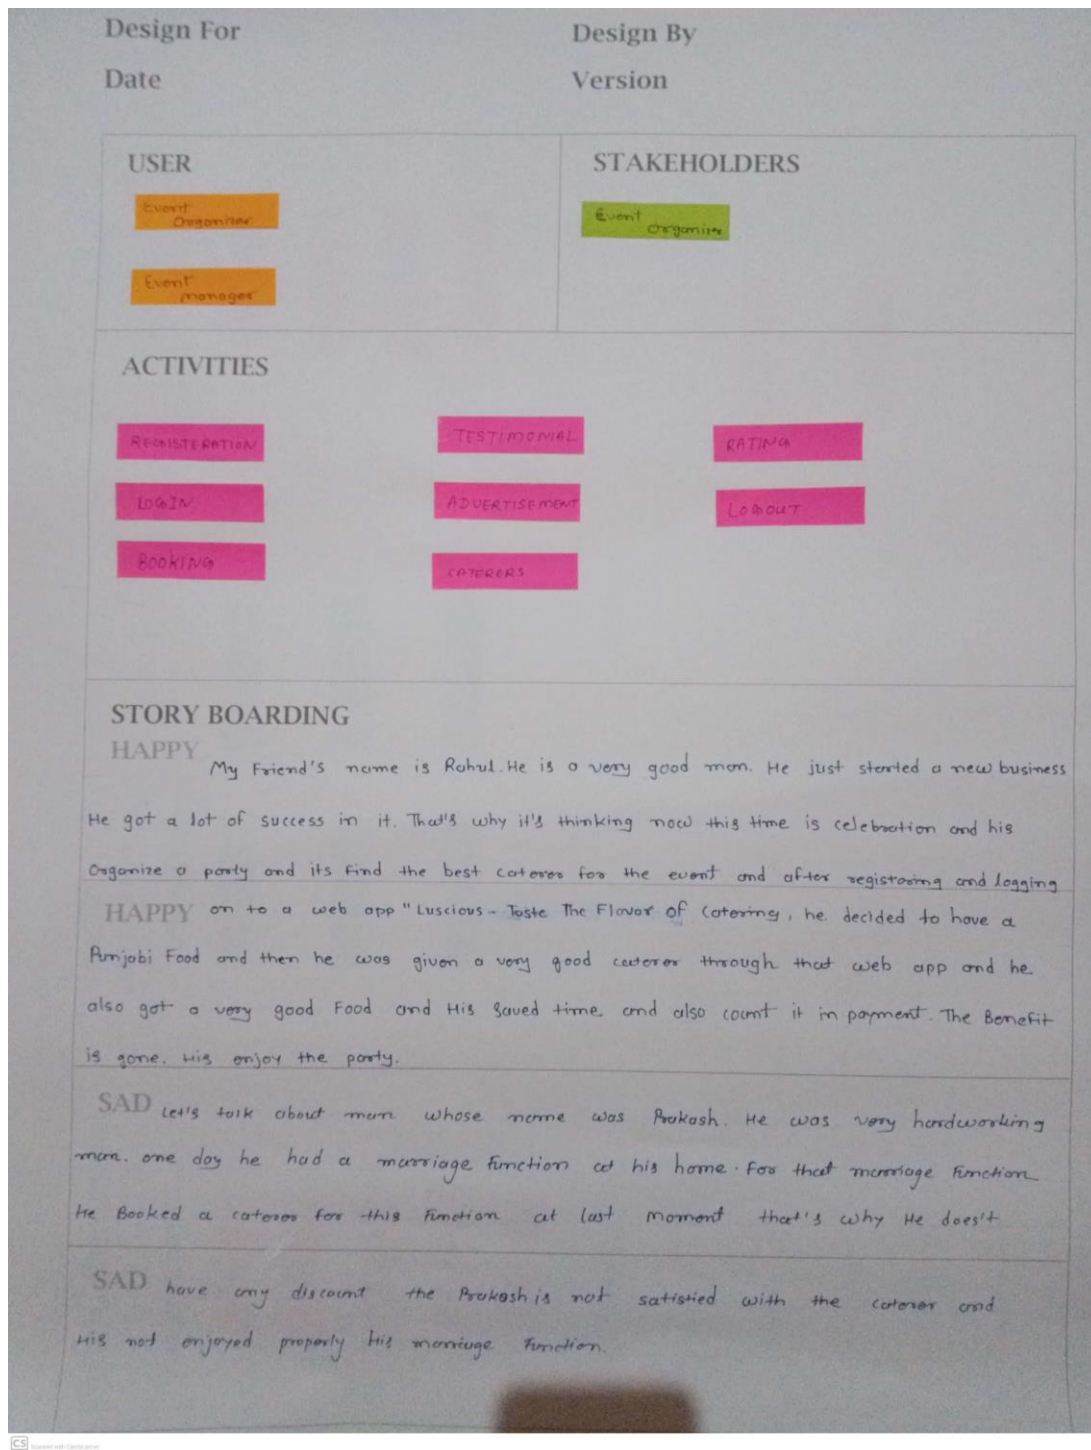 Design For
Design By
Date
Version
USER
STAKEHOLDERS
Event
Organizer
Event
Organizer
Event
manager
ACTIVITIES
REGISTERATION
TESTIMONIAL
RATING
LOGIN
ADVERTISEMENT
LOGOUT
BOOKING
CATERERS
STORY BOARDING
HAPPY
My Friend's name is Rahul. He is a very good man. He just started a new business
He got a lot of success in it. That's why it's thinking now this time is celebration and his
Organize a party and its find the best caterer for the event and after registaring and logging
HAPPY on to a web app "Luscious - Taste The Flavor of Catering, he decided to have a
Punjabi Food and then he was given a very good caterer through that web app and he
also got a very good Food and His Saved time and also count it in payment. The Benefit
is gone. His enjoy the party.
SAD Let's talk about man whose name was Prakash. He was very hardworking
man. one day he had a marriage function at his home. For that marriage Function
He Booked a caterer for this Function at last moment that's why He does't
SAD have any discount the Prakash is not satistied with the caterer and
His not enjoyed properly his marriage Function.
CS Scanned with CamScanner